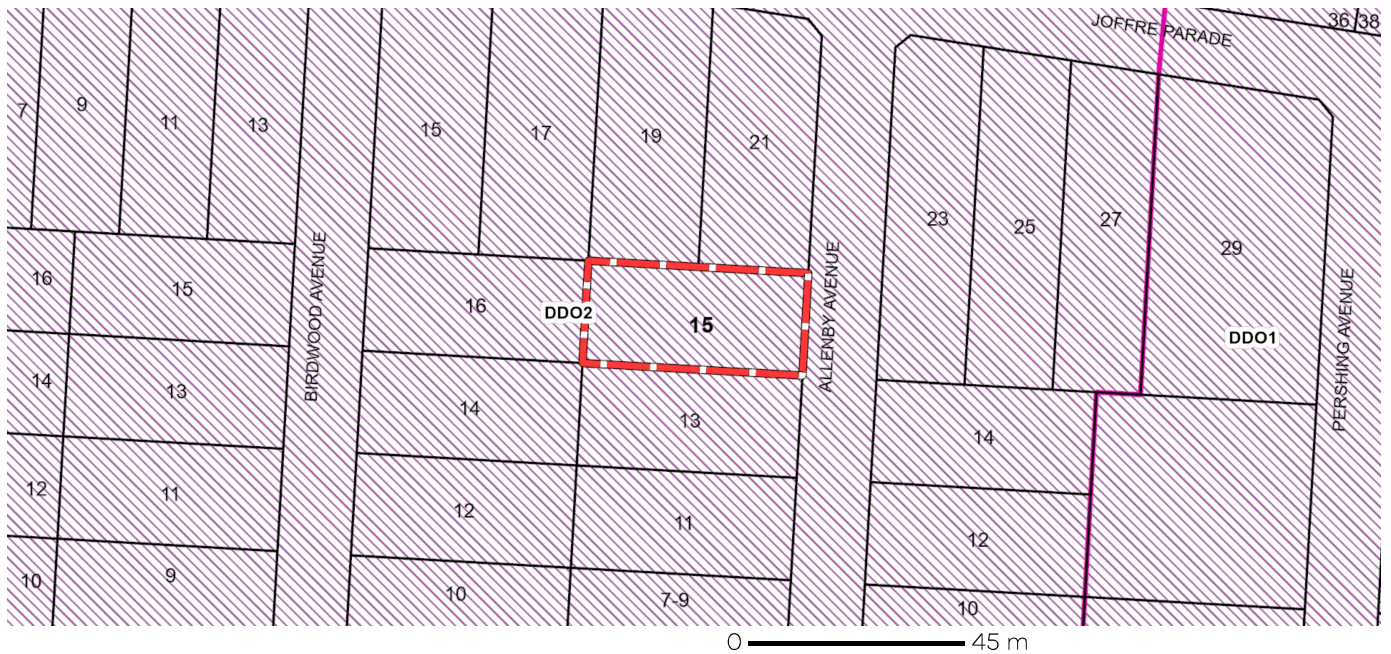 36 38
JOFFRE PARADE
7 9 11 13 15 17 19 21 23 25 27 29
16 15 BIRDWOOD AVENUE 16 DDO2 15 ALLENBY AVENUE DDO1 PERSHING AVENUE
14 13 14 13 14
12 11 12 11 12
10 9 10 7-9 10
0 45 m